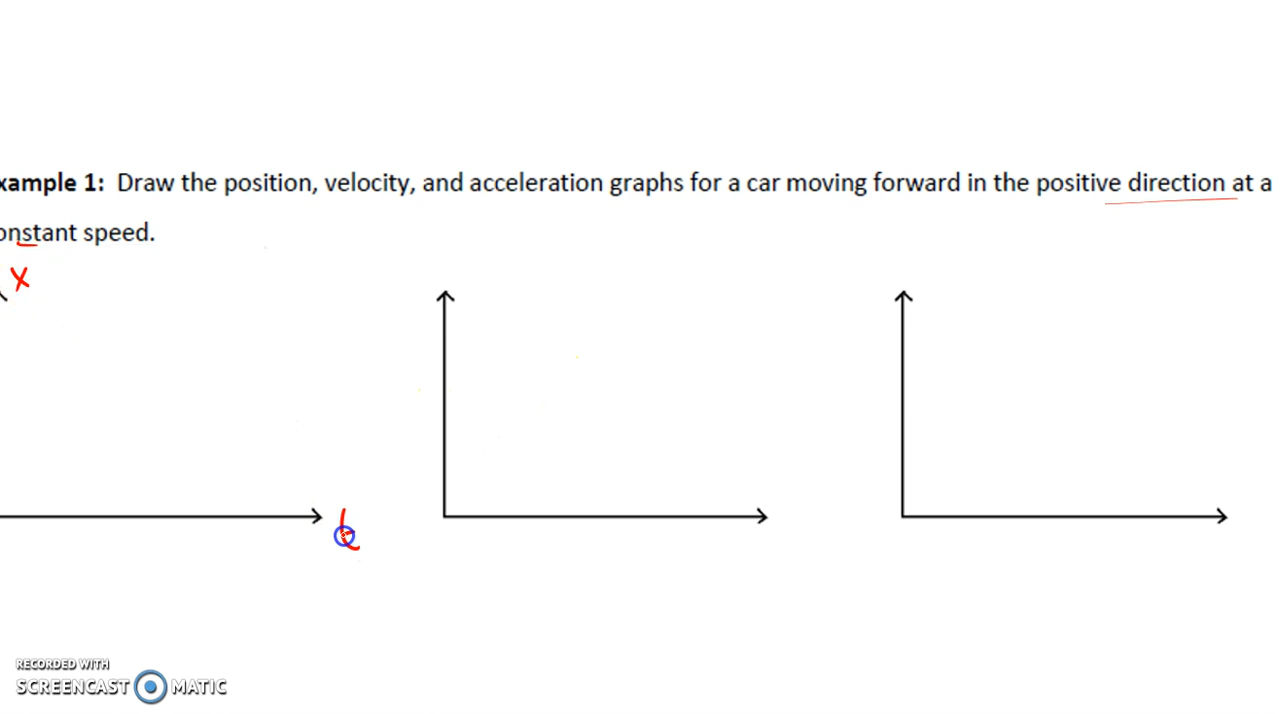 xample 1: Draw the position, velocity, and acceleration graphs for a car moving forward in the positive direction at a
onstant speed.
x
t
RECORDED WITH
SCREENCAST MATIC